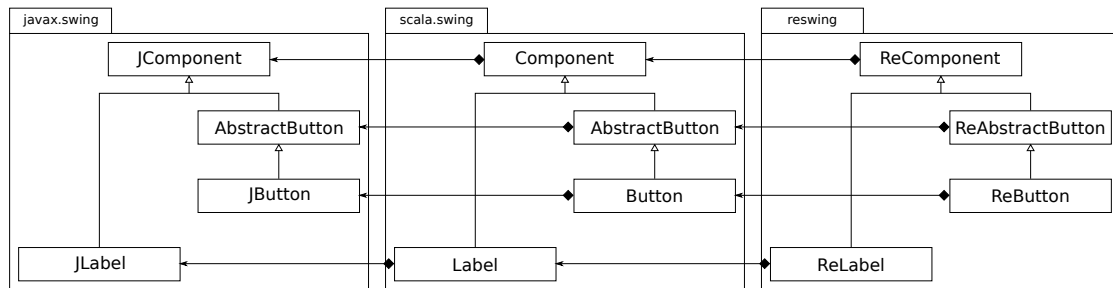 javax.swing scala.swing reswing
JComponent Component ReComponent
AbstractButton AbstractButton ReAbstractButton
JButton Button ReButton
JLabel Label ReLabel